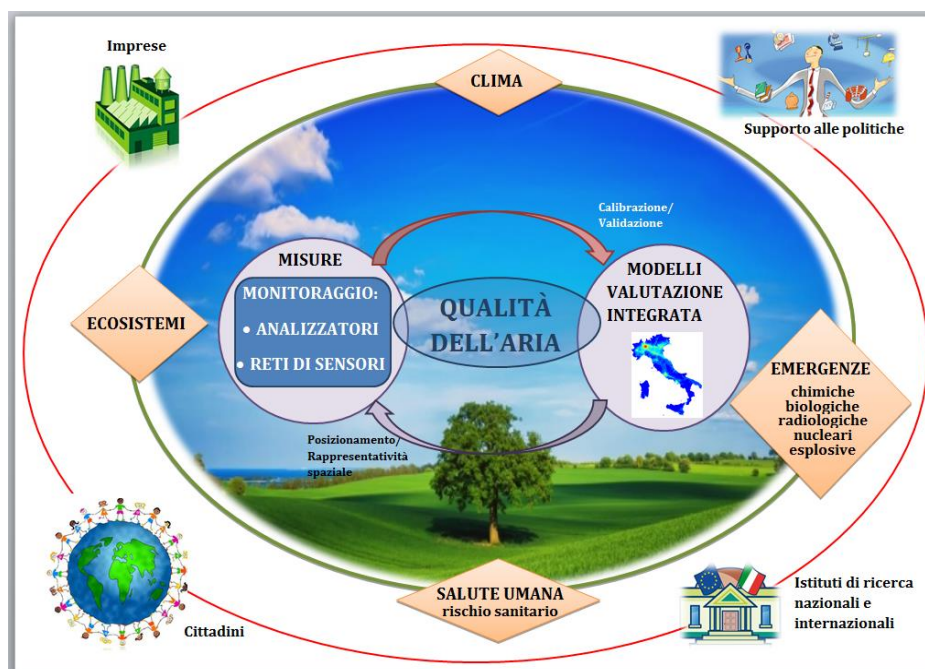 Imprese
CLIMA
Supporto alle politiche
Calibrazione/
Validazione
MISURE
MONITORAGGIO:
• ANALIZZATORI
• RETI DI SENSORI
QUALITÀ
DELL'ARIA
MODELLI
VALUTAZIONE
INTEGRATA
ECOSISTEMI
EMERGENZE
chimiche
biologiche
radiologiche
nucleari
esplosive
Posizionamento/
Rappresentatività
spaziale
SALUTE UMANA
rischio sanitario
Cittadini
Istituti di ricerca
nazionali e
internazionali